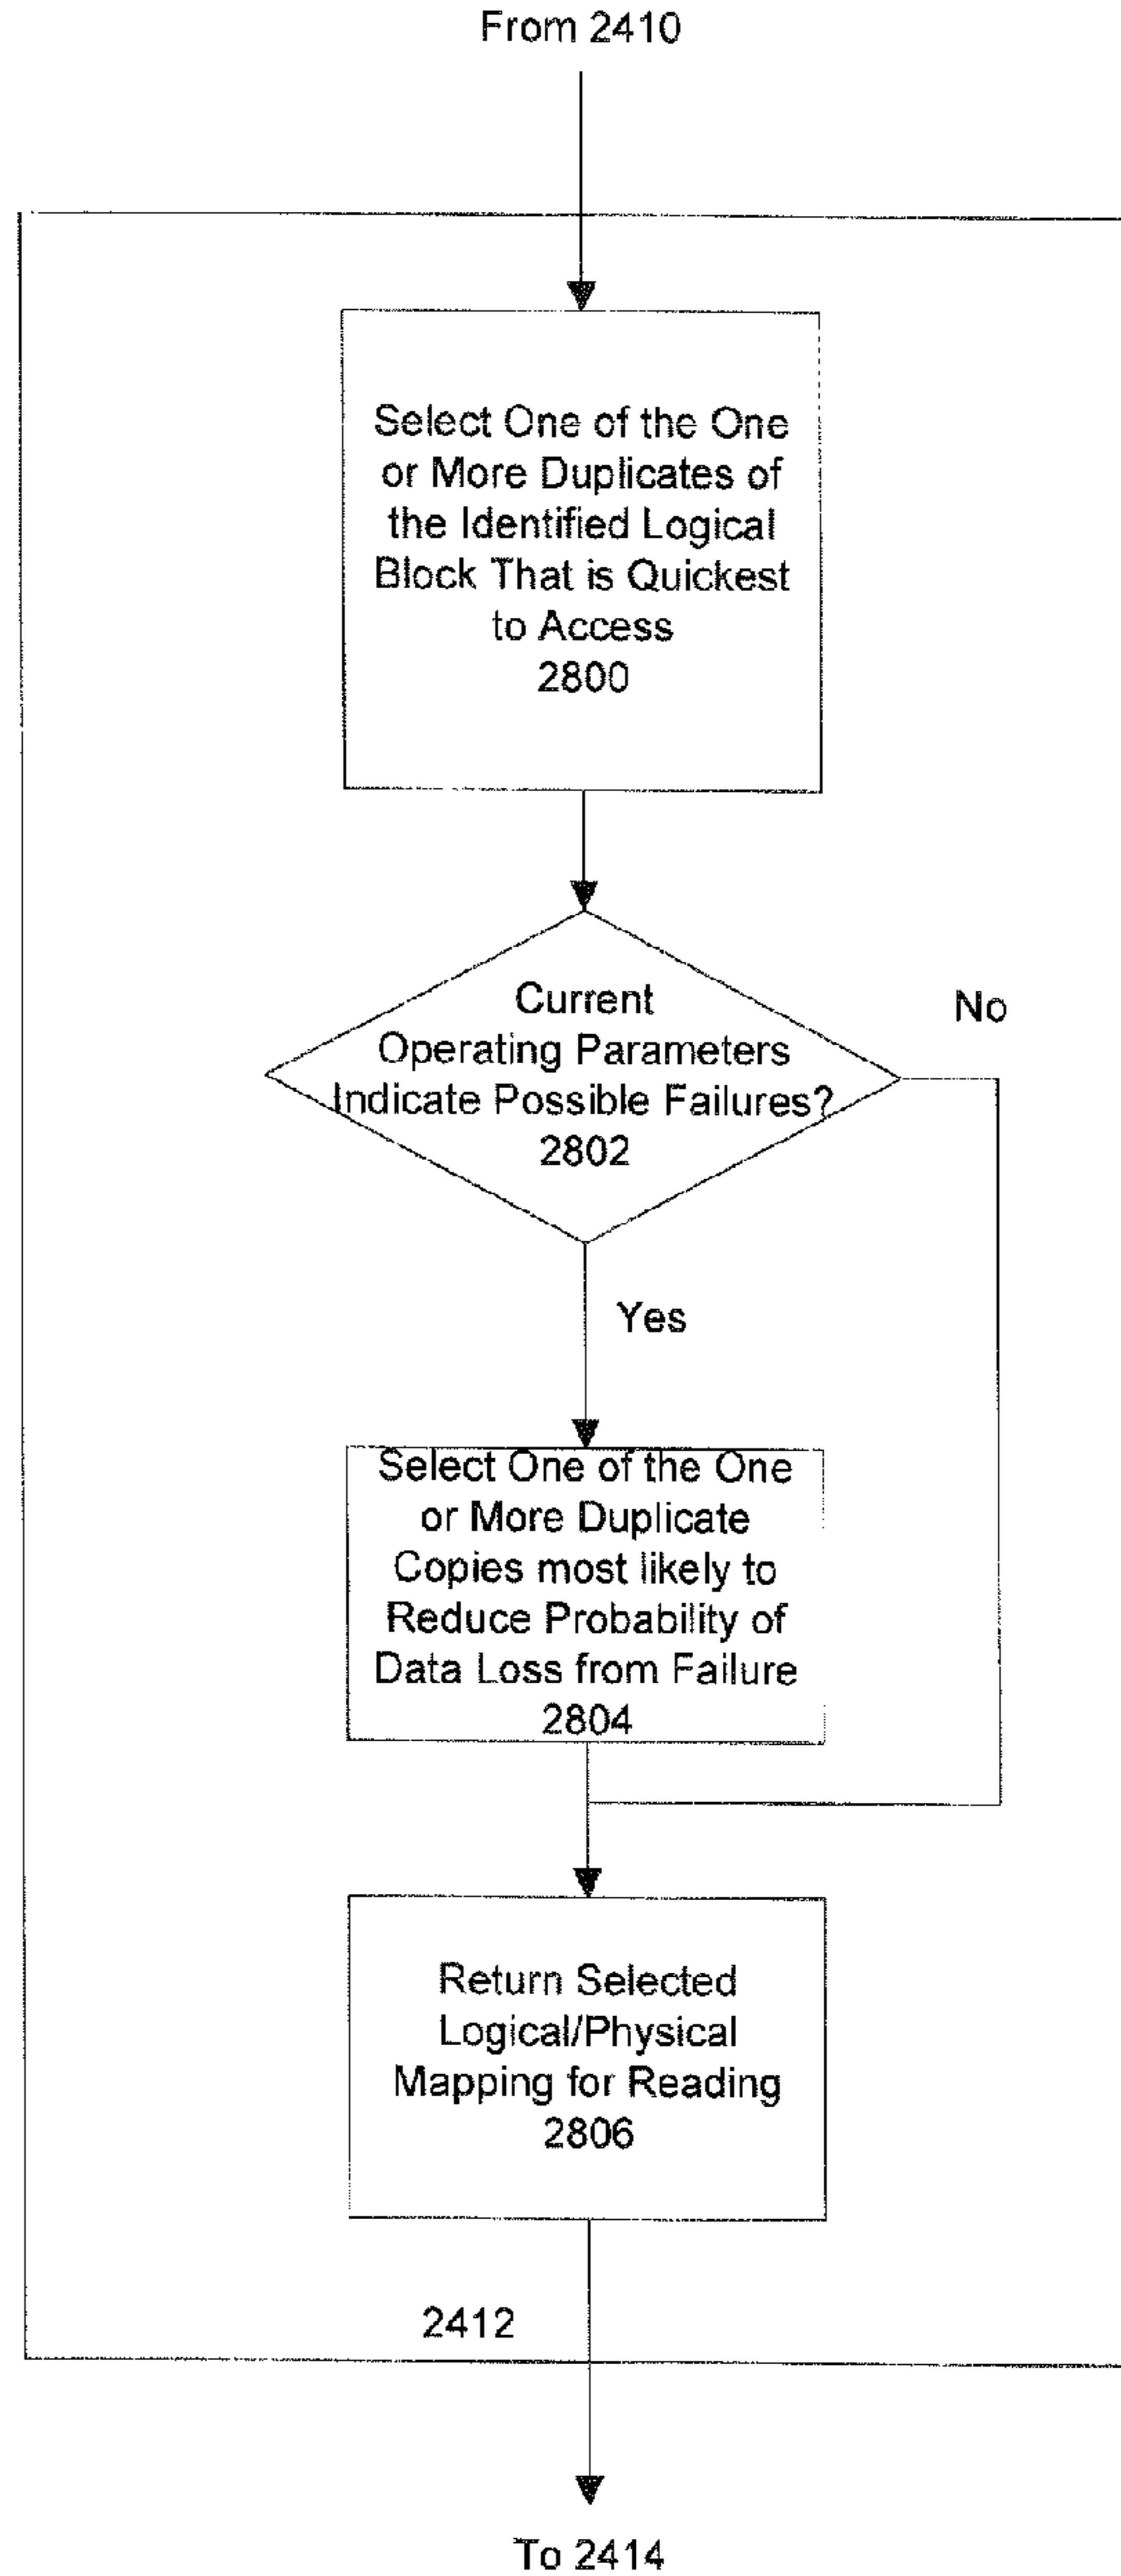 From 2410
Select One of the One
or More Duplicates of
the Identified Logical
Block That is Quickest
to Access
2800
Current
Operating Parameters
Indicate Possible Failures?
2802
No
Yes
Select One of the One
or More Duplicate
Copies most likely to
Reduce Probability of
Data Loss from Failure
2804
Return Selected
Logical/Physical
Mapping for Reading
2806
2412
To 2414